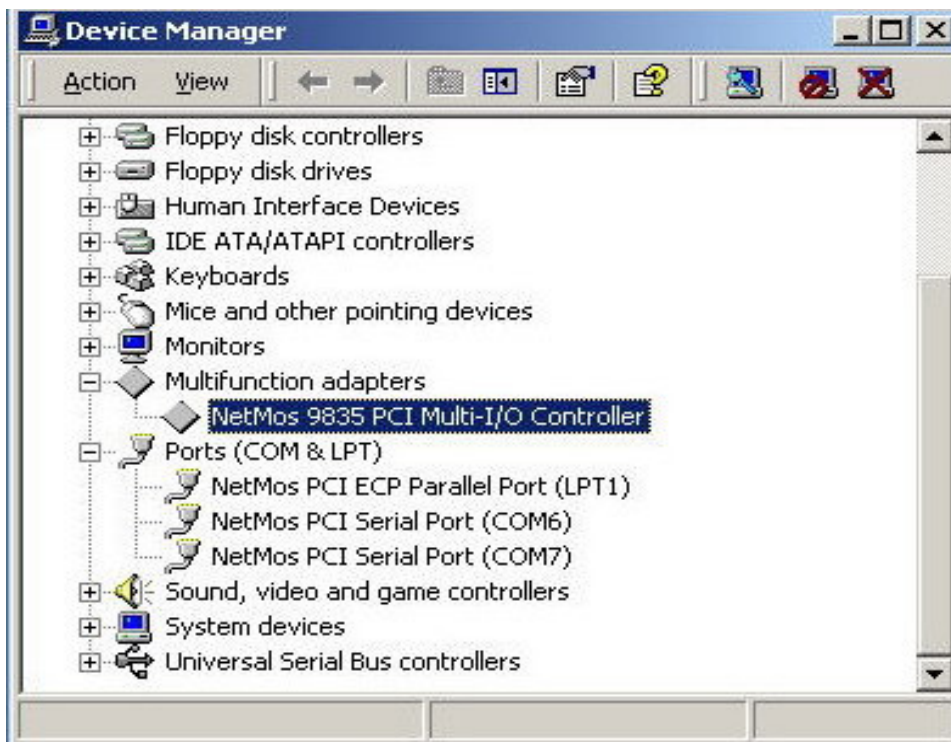 Device Manager
Action View
Floppy disk controllers
Floppy disk drives
Human Interface Devices
IDE ATA/ATAPI controllers
Keyboards
Mice and other pointing devices
Monitors
Multifunction adapters
NetMos 9835 PCI Multi-I/O Controller
Ports (COM & LPT)
NetMos PCI ECP Parallel Port (LPT1)
NetMos PCI Serial Port (COM6)
NetMos PCI Serial Port (COM7)
Sound, video and game controllers
System devices
Universal Serial Bus controllers